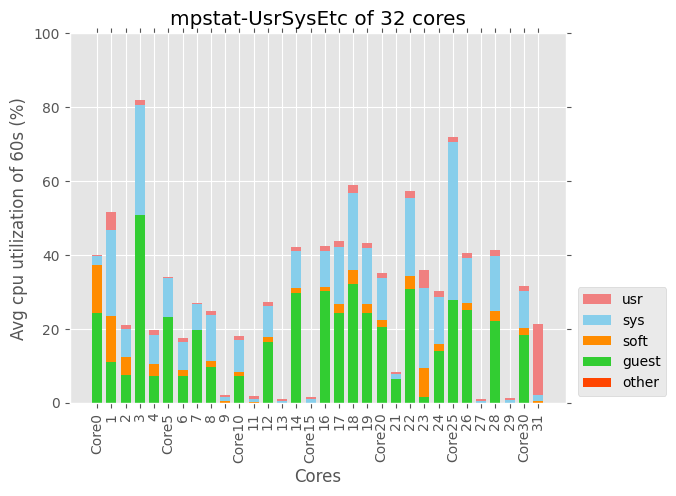 mpstat-UsrSysEtc of 32 cores
Avg cpu utilization of 60s (%)
100
80
60
40
20
0
usr
sys
soft
guest
other
Core0
1
2
3
4
Core5
6
7
8
9
Core10
11
12
13
14
Core15
16
17
18
19
Core20
21
22
23
24
Core25
26
27
28
29
Core30
31
Cores